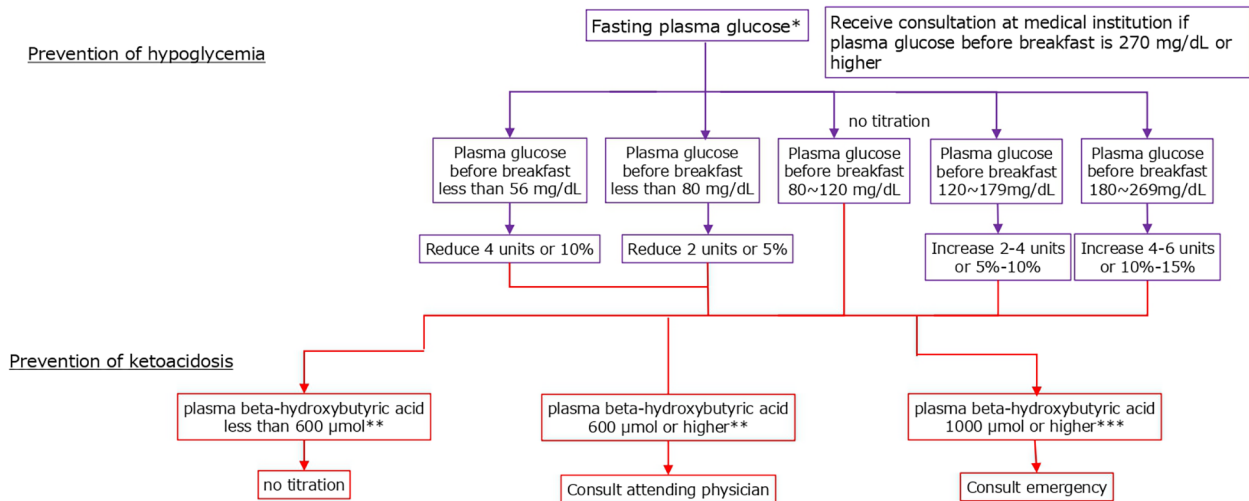 Fasting plasma glucose*
Receive consultation at medical institution if
plasma glucose before breakfast is 270 mg/dL or
higher
Prevention of hypoglycemia
no titration
Plasma glucose
before breakfast
less than 56 mg/dL
Plasma glucose
before breakfast
less than 80 mg/dL
Plasma glucose
before breakfast
80~120 mg/dL
Plasma glucose
before breakfast
120~179mg/dL
Plasma glucose
before breakfast
180~269mg/dL
Reduce 4 units or 10%
Reduce 2 units or 5%
Increase 2-4 units
or 5%-10%
Increase 4-6 units
or 10%-15%
Prevention of ketoacidosis
plasma beta-hydroxybutyric acid
less than 600 μmol**
plasma beta-hydroxybutyric acid
600 μmol or higher**
plasma beta-hydroxybutyric acid
1000 μmol or higher***
no titration
Consult attending physician
Consult emergency